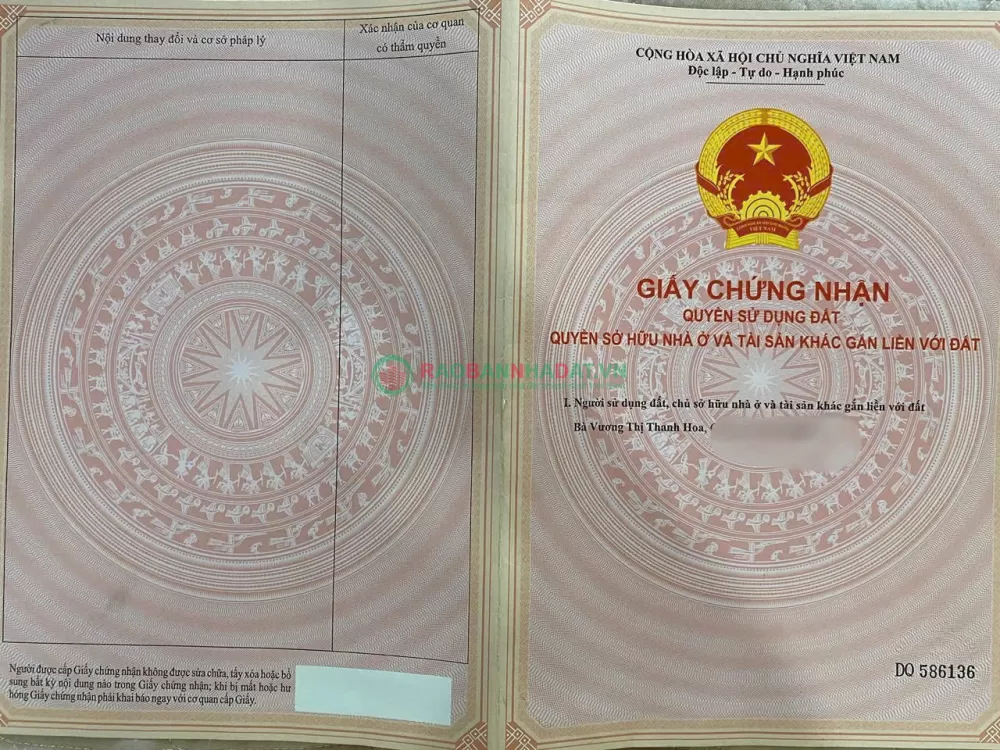 Nội dung thay đổi và cơ sở pháp lý
Xác nhận của cơ quan
có thẩm quyền
Người được cấp Giấy chứng nhận không được sửa chữa, tẩy xóa hoặc bổ
sung bất kỳ nội dung nào trong Giấy chứng nhận; khi bị mất hoặc hư
hỏng Giấy chứng nhận phải khai báo ngay với cơ quan cấp Giấy.
CỘNG HÒA XÃ HỘI CHỦ NGHĨA VIỆT NAM
Độc lập - Tự do - Hạnh phúc
VIỆT NAM
GIẤY CHỨNG NHẬN
QUYỀN SỬ DỤNG ĐẤT
QUYỀN SỞ HỮU NHÀ Ở VÀ TÀI SẢN KHÁC GẮN LIỀN VỚI ĐẤT
RAOBANNHADAT.VN
I. Người sử dụng đất, chủ sở hữu nhà ở và tài sản khác gắn liền với đất
Bà Vương Thị Thanh Hoa,
DO 586136